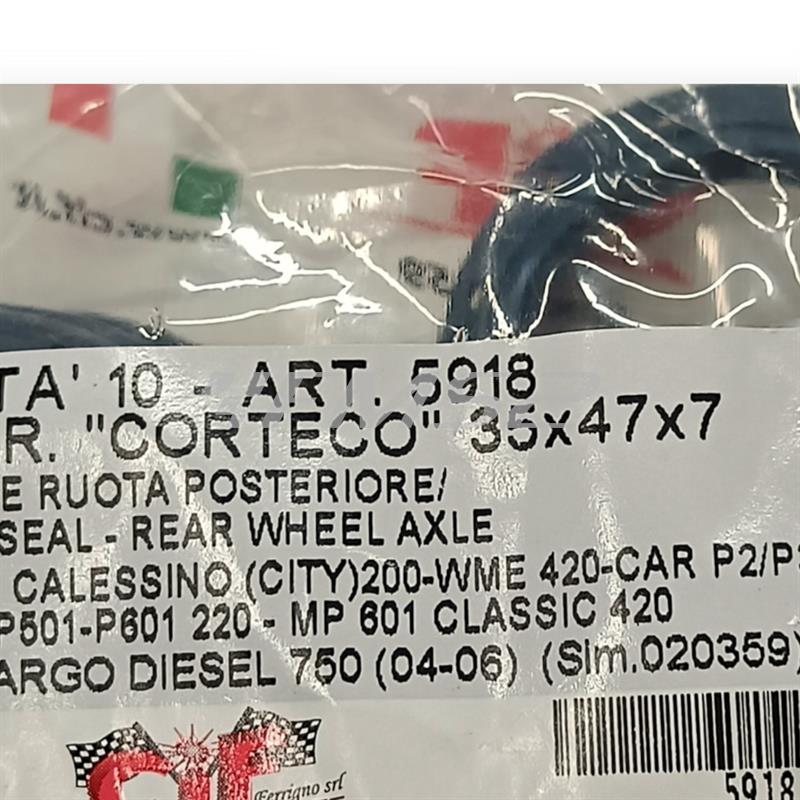 TA' 10 - ART. 5918
R. "CORTECO" 35x47x7
E RUOTA POSTERIORE/
SEAL - REAR WHEEL AXLE
CALESSINO (CITY)200-WME 420-CAR P2/P
P501-P601 220 - MP 601 CLASSIC 420
ARGO DIESEL 750 (04-06) (Sim.020359)
cif
Ferrigno srl
5918